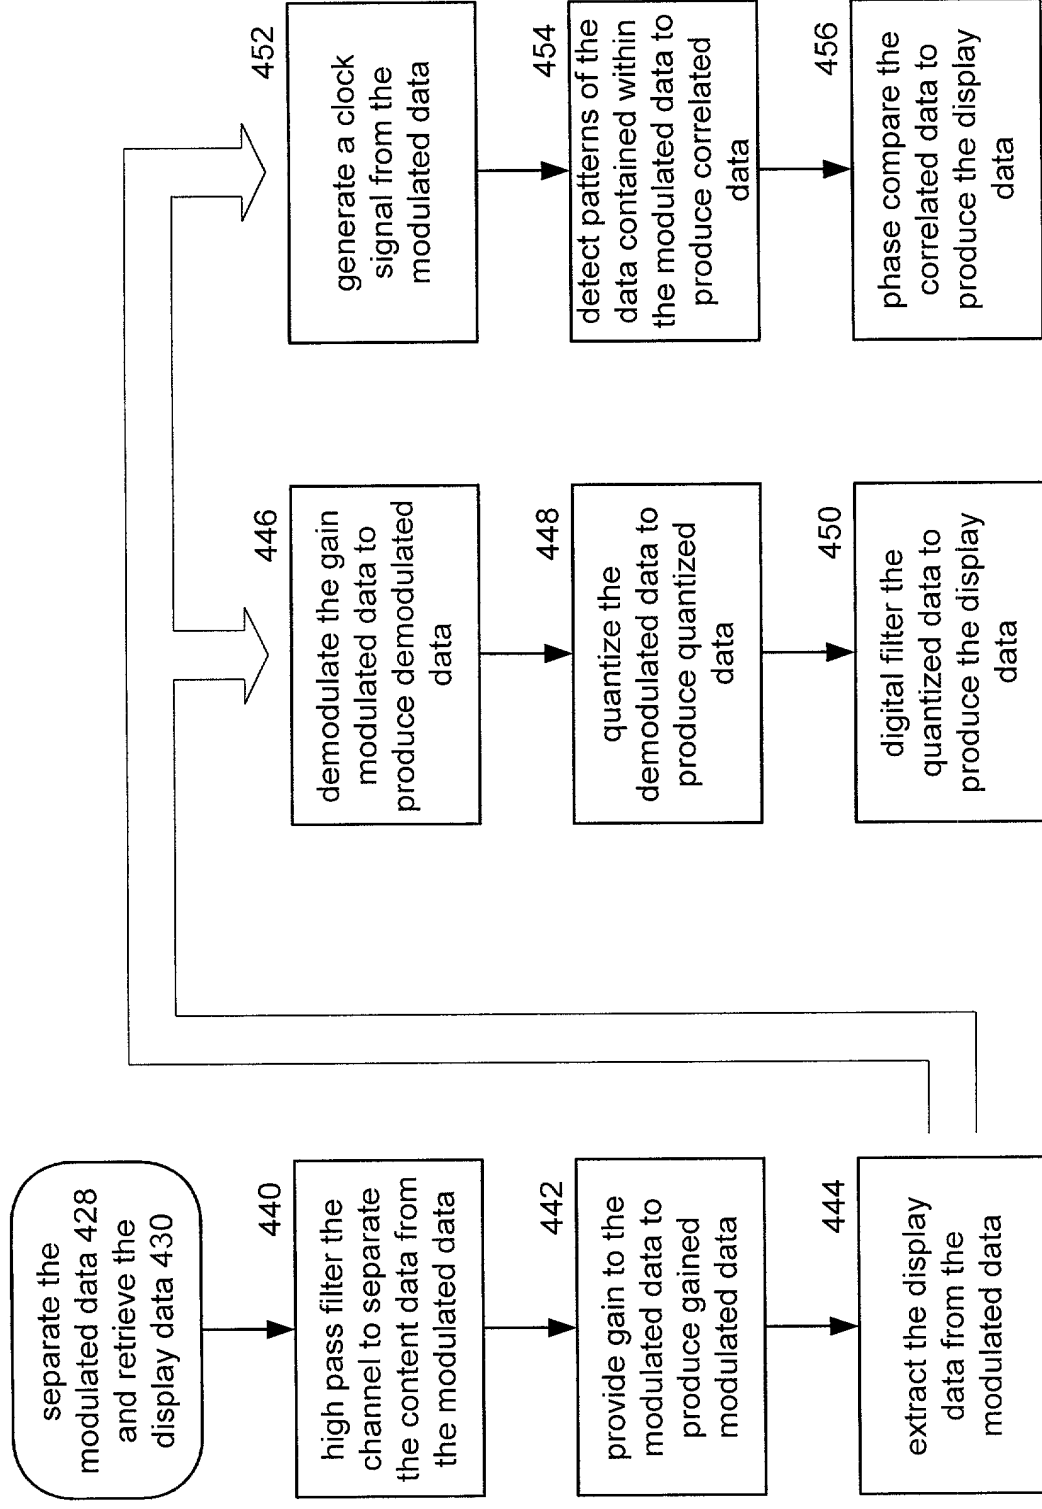 separate the
modulated data 428
and retrieve the
display data 430
440
high pass filter the
channel to separate
the content data from
the modulated data
442
provide gain to the
modulated data to
produce gained
modulated data
444
extract the display
data from the
modulated data
446
demodulate the gain
modulated data to
produce demodulated
data
448
quantize the
demodulated data to
produce quantized
data
450
digital filter the
quantized data to
produce the display
data
452
generate a clock
signal from the
modulated data
454
detect patterns of the
data contained within
the modulated data to
produce correlated
data
456
phase compare the
correlated data to
produce the display
data